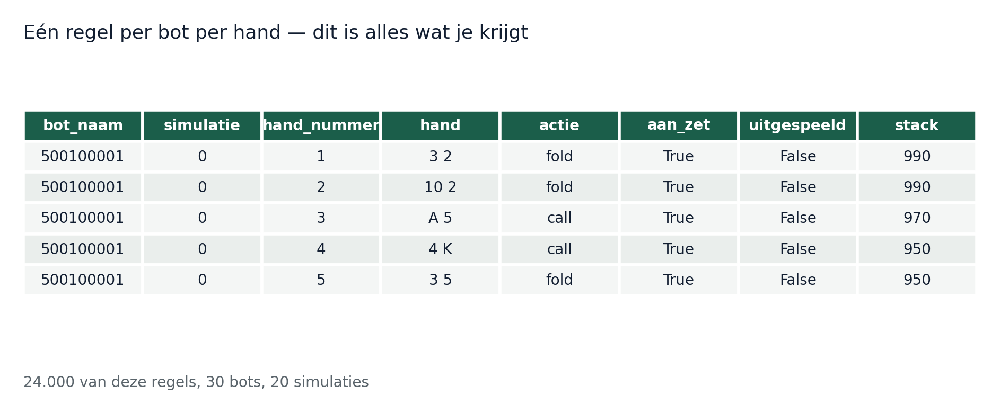 Eén regel per bot per hand — dit is alles wat je krijgt
bot_naam simulatie hand_nummer hand actie aan_zet uitgespeeld stack
500100001 0 1 3 2 fold True False 990
500100001 0 2 10 2 fold True False 990
500100001 0 3 A 5 call True False 970
500100001 0 4 4 K call True False 950
500100001 0 5 3 5 fold True False 950
24.000 van deze regels, 30 bots, 20 simulaties